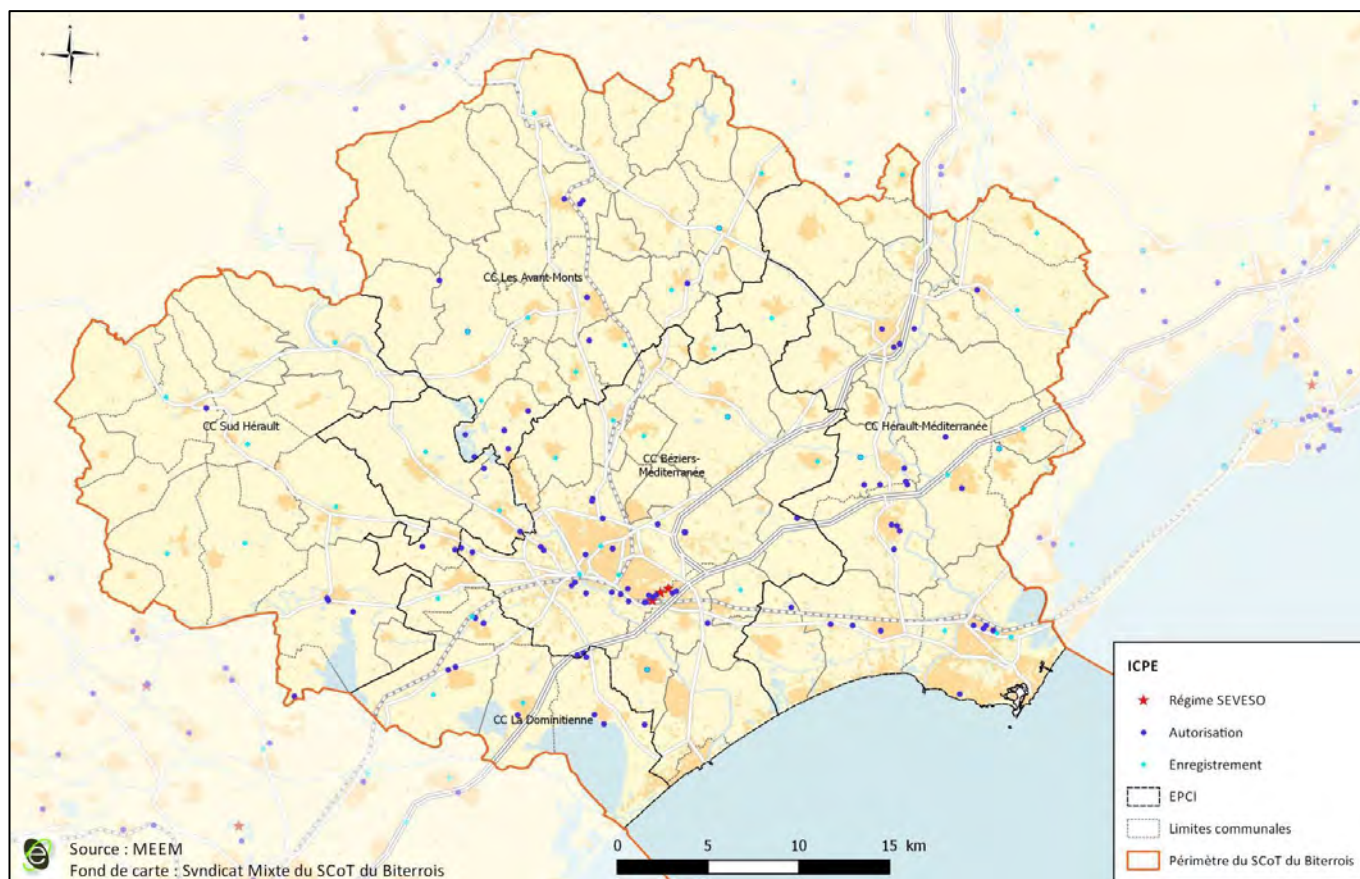 CC Les Avant-Monts
CC Sud Hérault
CC Hérault-Méditerranée
CC Béziers-
Méditerranée
CC La Dominitienne
ICPE
Régime SEVESO
Autorisation
Enregistrement
EPCI
Limites communales
Périmètre du SCoT du Biterrois
Source : MEEM
Fond de carte : Syndicat Mixte du SCoT du Biterrois
0 5 10 15 km